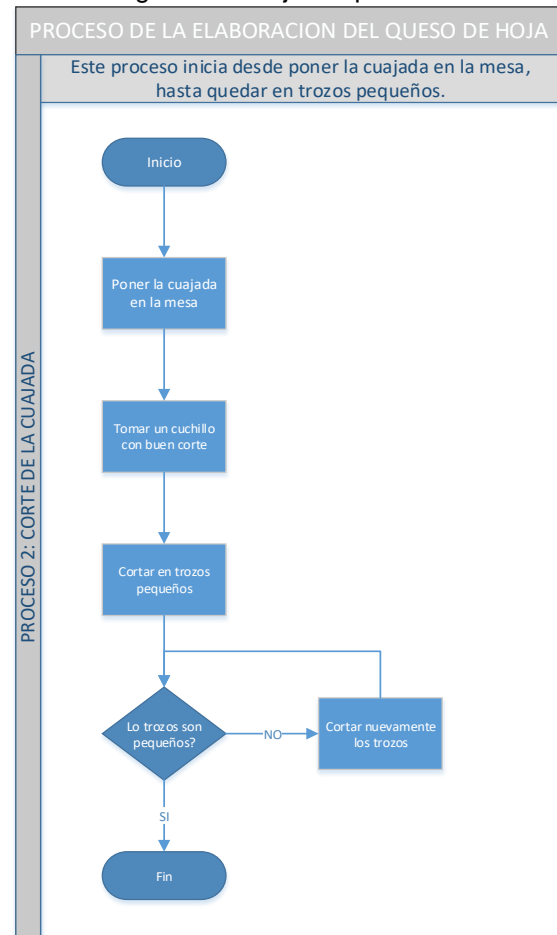 PROCESO DE LA ELABORACION DEL QUESO DE HOJA
Este proceso inicia desde poner la cuajada en la mesa,
hasta quedar en trozos pequeños.
PROCESO 2: CORTE DE LA CUAJADA
Inicio
Poner la cuajada
en la mesa
Tomar un cuchillo
con buen corte
Cortar en trozos
pequeños
Lo trozos son
pequeños?
NO
Cortar nuevamente
los trozos
SI
Fin